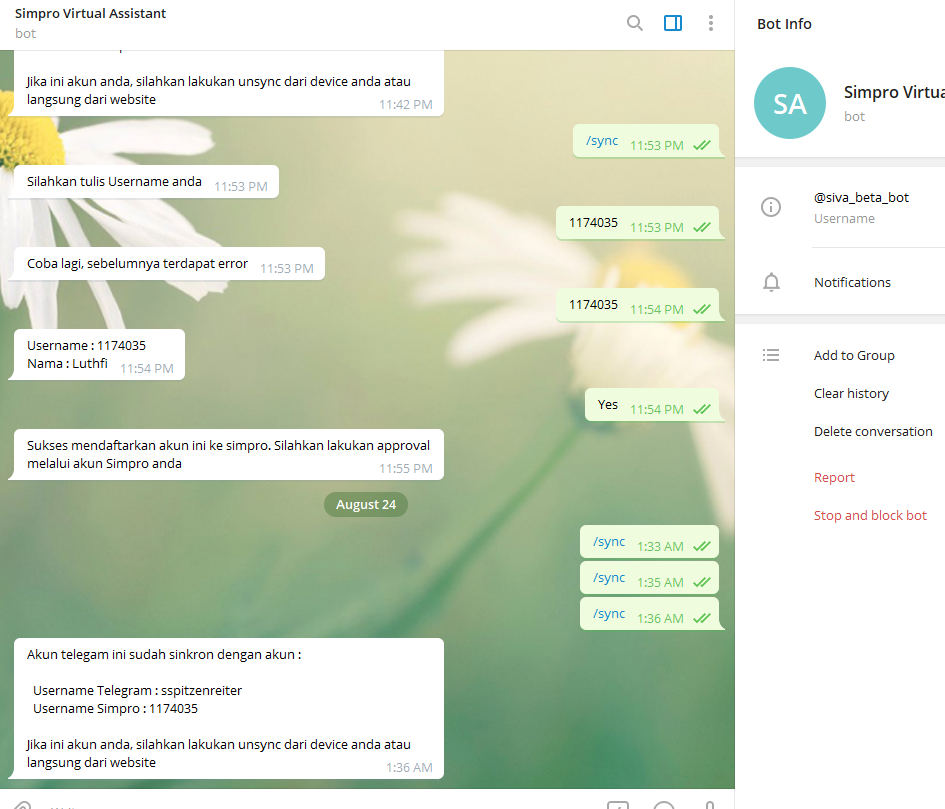 Simpro Virtual Assistant
bot
Jika ini akun anda, silahkan lakukan unsync dari device anda atau
langsung dari website
11:42 PM
/sync 11:53 PM
Silahkan tulis Username anda 11:53 PM
1174035 11:53 PM
Coba lagi, sebelumnya terdapat error 11:53 PM
1174035 11:54 PM
Username : 1174035
Nama : Luthfi 11:54 PM
Yes 11:54 PM
Sukses mendaftarkan akun ini ke simpro. Silahkan lakukan approval
melalui akun Simpro anda
11:55 PM
August 24
/sync 1:33 AM
/sync 1:35 AM
/sync 1:36 AM
Akun telegam ini sudah sinkron dengan akun :
Username Telegram : sspitzenreiter
Username Simpro : 1174035
Jika ini akun anda, silahkan lakukan unsync dari device anda atau
langsung dari website
1:36 AM
Bot Info
SA
Simpro Virtua
bot
@siva_beta_bot
Username
Notifications
Add to Group
Clear history
Delete conversation
Report
Stop and block bot